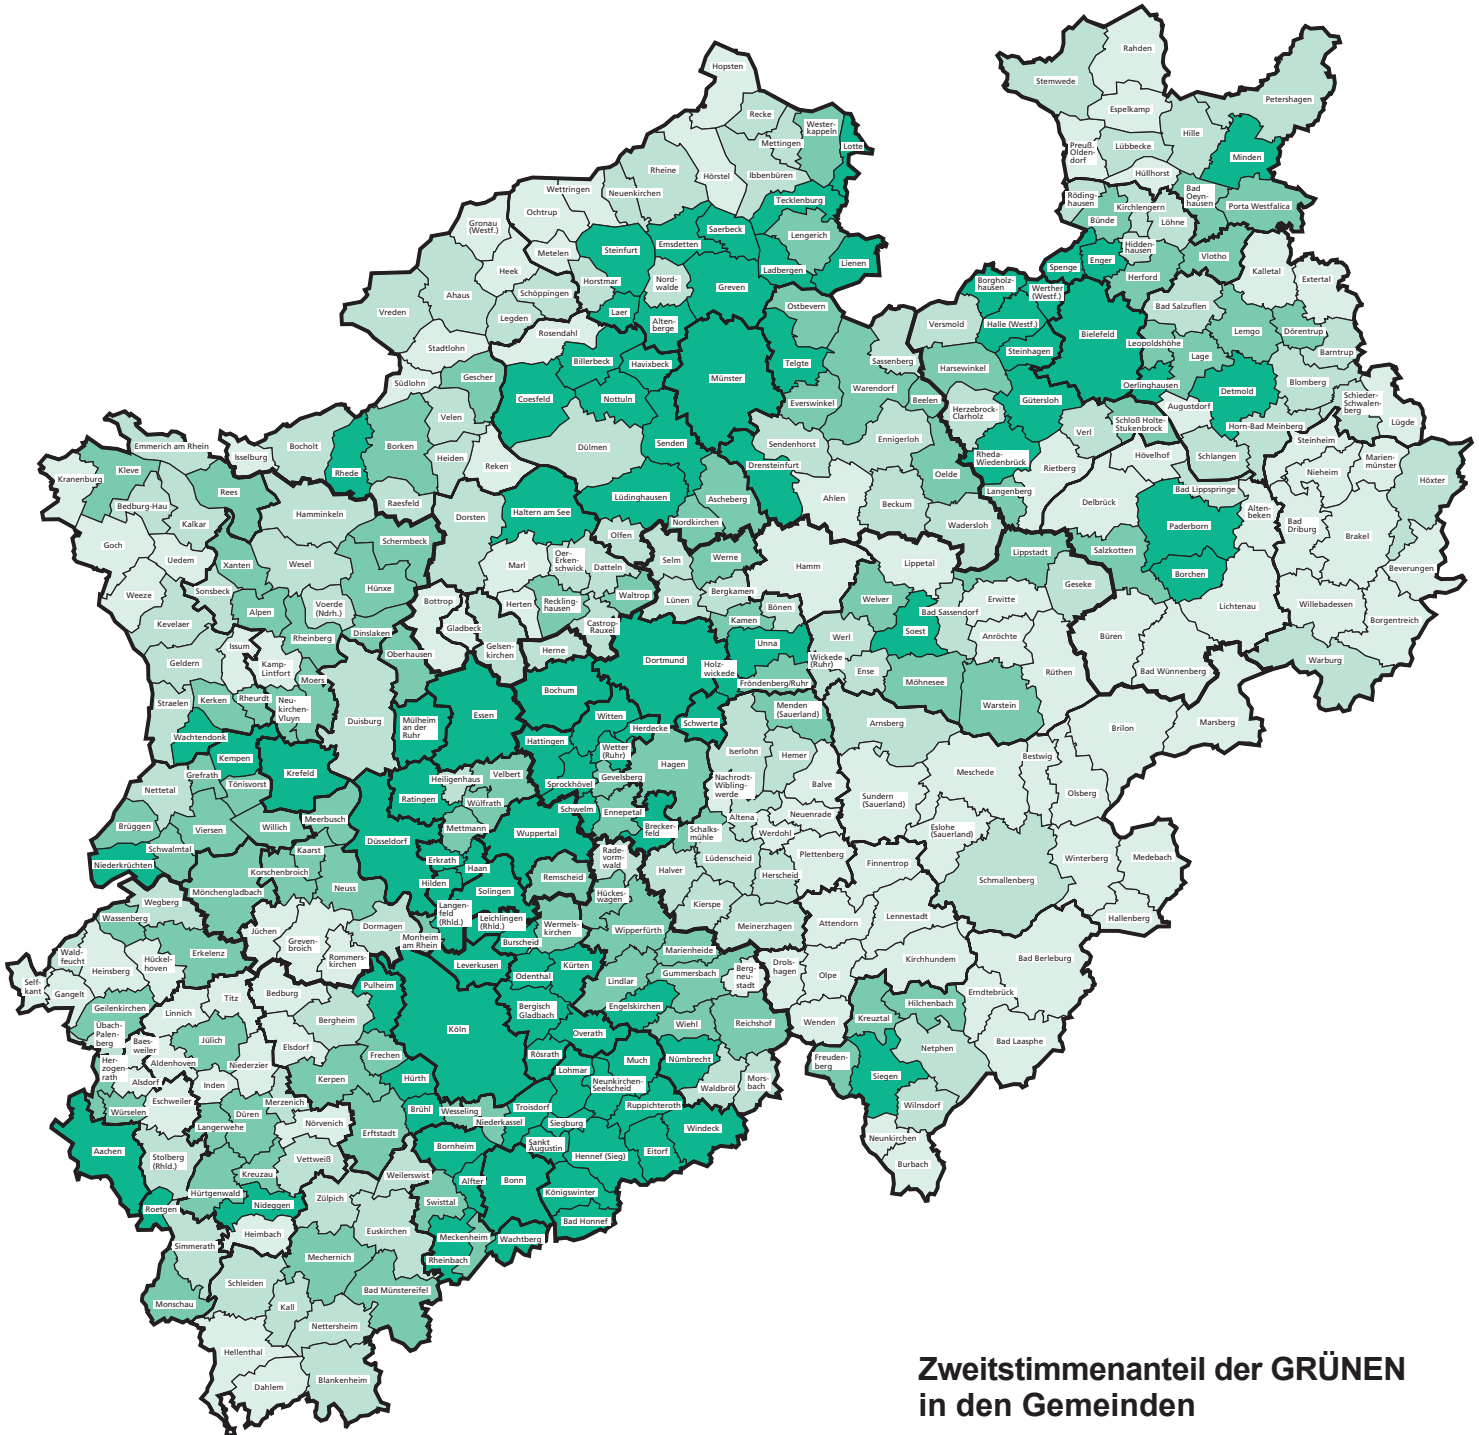 Hopsten
Rahden
Stemwede
Petershagen
Espelkamp
Hille
Recke
Wester-
kappeln
Mettingen
Lotte
Preuß.
Olden-
dorf
Lübbecke
Minden
Hüllhorst
Rheine
Hörstel
Ibbenbüren
Wettringen
Neuenkirchen
Tecklenburg
Röding-
hausen
Kirchlengern
Bad
Oeyn-
hausen
Porta Westfalica
Ochtrup
Gronau
(Westf.)
Saerbeck
Lengerich
Bünde
Löhne
Metelen
Steinfurt
Emsdetten
Hidden-
hausen
Vlotho
Enger
Spenge
Herford
Kalletal
Extertal
Heek
Horstmar
Nord-
walde
Greven
Ladbergen
Lienen
Borgholz-
hausen
Werther
(Westf.)
Ahaus
Schöppingen
Laer
Alten-
berge
Ostbevern
Bad Salzuflen
Vreden
Legden
Rosendahl
Versmold
Halle (Westf.)
Bielefeld
Leopoldshöhe
Lemgo
Dörentrup
Stadtlohn
Billerbeck
Havixbeck
Telgte
Sassenberg
Steinhagen
Lage
Barntrup
Südlohn
Gescher
Coesfeld
Nottuln
Münster
Everswinkel
Warendorf
Beelen
Harsewinkel
Oerlinghausen
Detmold
Blomberg
Schieder-
Schwalen-
berg
Lügde
Gütersloh
Augustdorf
Horn-Bad Meinberg
Herzebrock-
Clarholz
Verl
Schloß Holte-
Stukenbrock
Steinheim
Emmerich am Rhein
Isselburg
Bocholt
Rhede
Borken
Velen
Heiden
Reken
Dülmen
Senden
Sendenhorst
Drensteinfurt
Ennigerloh
Oelde
Rheda-
Wiedenbrück
Rietberg
Hövelhof
Schlangen
Nieheim
Marien-
münster
Kranenburg
Kleve
Rees
Bedburg-Hau
Kalkar
Hamminkeln
Raesfeld
Dorsten
Haltern am See
Lüdinghausen
Ascheberg
Nordkirchen
Ahlen
Beckum
Langenberg
Wadersloh
Delbrück
Bad Lippspringe
Paderborn
Alten-
beken
Bad
Driburg
Brakel
Höxter
Goch
Uedem
Xanten
Wesel
Schermbeck
Hünxe
Marl
Oer-
Erken-
schwick
Datteln
Olfen
Selm
Werne
Hamm
Lippetal
Lippstadt
Salzkotten
Borchen
Beverungen
Weeze
Sonsbeck
Alpen
Voerde
(Ndrh.)
Bottrop
Herten
Reckling-
hausen
Waltrop
Lünen
Bergkamen
Bönen
Welver
Bad Sassendorf
Erwitte
Geseke
Lichtenau
Willebadessen
Borgentreich
Kevelaer
Rheinberg
Dinslaken
Gladbeck
Castrop-
Rauxel
Kamen
Soest
Anröchte
Büren
Warburg
Geldern
Issum
Kamp-
Lintfort
Moers
Oberhausen
Gelsen-
kirchen
Herne
Dortmund
Holz-
wickede
Unna
Werl
Wickede
(Ruhr)
Ense
Möhnesee
Rüthen
Bad Wünnenberg
Straelen
Kerken
Rheurdt
Neu-
kirchen-
Vluyn
Duisburg
Mülheim
an der
Ruhr
Essen
Bochum
Witten
Herdecke
Schwerte
Fröndenberg/Ruhr
Menden
(Sauerland)
Arnsberg
Warstein
Brilon
Marsberg
Wachtendonk
Kempen
Krefeld
Hattingen
Wetter
(Ruhr)
Hagen
Iserlohn
Hemer
Bestwig
Meschede
Olsberg
Nettetal
Grefrath
Tönisvorst
Ratingen
Heiligenhaus
Velbert
Sprockhövel
Gevelsberg
Nachrodt-
Wibling-
werde
Balve
Sundern
(Sauerland)
Wülfrath
Brüggen
Viersen
Willich
Meerbusch
Mettmann
Schwelm
Ennepetal
Brecker-
feld
Schalks-
mühle
Altena
Neuenrade
Werdohl
Eslohe
(Sauerland)
Schwalmtal
Kaarst
Düsseldorf
Wuppertal
Niederkrüchten
Korschenbroich
Erkrath
Haan
Rade-
vorm-
wald
Lüdenscheid
Plettenberg
Finnentrop
Schmallenberg
Winterberg
Medebach
Mönchengladbach
Neuss
Hilden
Solingen
Remscheid
Halver
Herscheid
Wegberg
Langen-
feld
(Rhld.)
Leichlingen
(Rhld.)
Hückes-
wagen
Kierspe
Hallenberg
Wassenberg
Jüchen
Dormagen
Monheim
am Rhein
Burscheid
Wermels-
kirchen
Wipperfürth
Meinerzhagen
Attendorn
Lennestadt
Wald-
feucht
Erkelenz
Greven-
broich
Rommers-
kirchen
Leverkusen
Marienheide
Kirchhundem
Bad Berleburg
Self-
kant
Heinsberg
Hückel-
hoven
Odenthal
Kürten
Lindlar
Gummersbach
Berg-
neu-
stadt
Drols-
hagen
Olpe
Gangelt
Titz
Bedburg
Pulheim
Erndtebrück
Geilenkirchen
Linnich
Bergheim
Köln
Bergisch
Gladbach
Engelskirchen
Wiehl
Reichshof
Wenden
Kreuztal
Hilchenbach
Übach-
Palen-
berg
Baes-
weiler
Jülich
Elsdorf
Overath
Netphen
Bad Laasphe
Her-
zogen-
rath
Aldenhoven
Niederzier
Frechen
Rösrath
Much
Nümbrecht
Freuden-
berg
Siegen
Alsdorf
Inden
Kerpen
Hürth
Lohmar
Neunkirchen-
Seelscheid
Waldbröl
Mors-
bach
Wilnsdorf
Würselen
Eschweiler
Düren
Merzenich
Brühl
Wesseling
Niederkassel
Troisdorf
Siegburg
Ruppichteroth
Langerwehe
Nörvenich
Erftstadt
Windeck
Neunkirchen
Aachen
Stolberg
(Rhld.)
Vettweiß
Bornheim
Sankt
Augustin
Hennef (Sieg)
Eitorf
Burbach
Kreuzau
Weilerswist
Alfter
Bonn
Königswinter
Hürtgenwald
Nideggen
Zülpich
Swisttal
Roetgen
Heimbach
Euskirchen
Meckenheim
Wachtberg
Bad Honnef
Simmerath
Mechernich
Rheinbach
Schleiden
Monschau
Kall
Bad Münstereifel
Nettersheim
Hellenthal
Dahlem
Blankenheim
Zweitstimmenanteil der GRÜNEN
in den Gemeinden